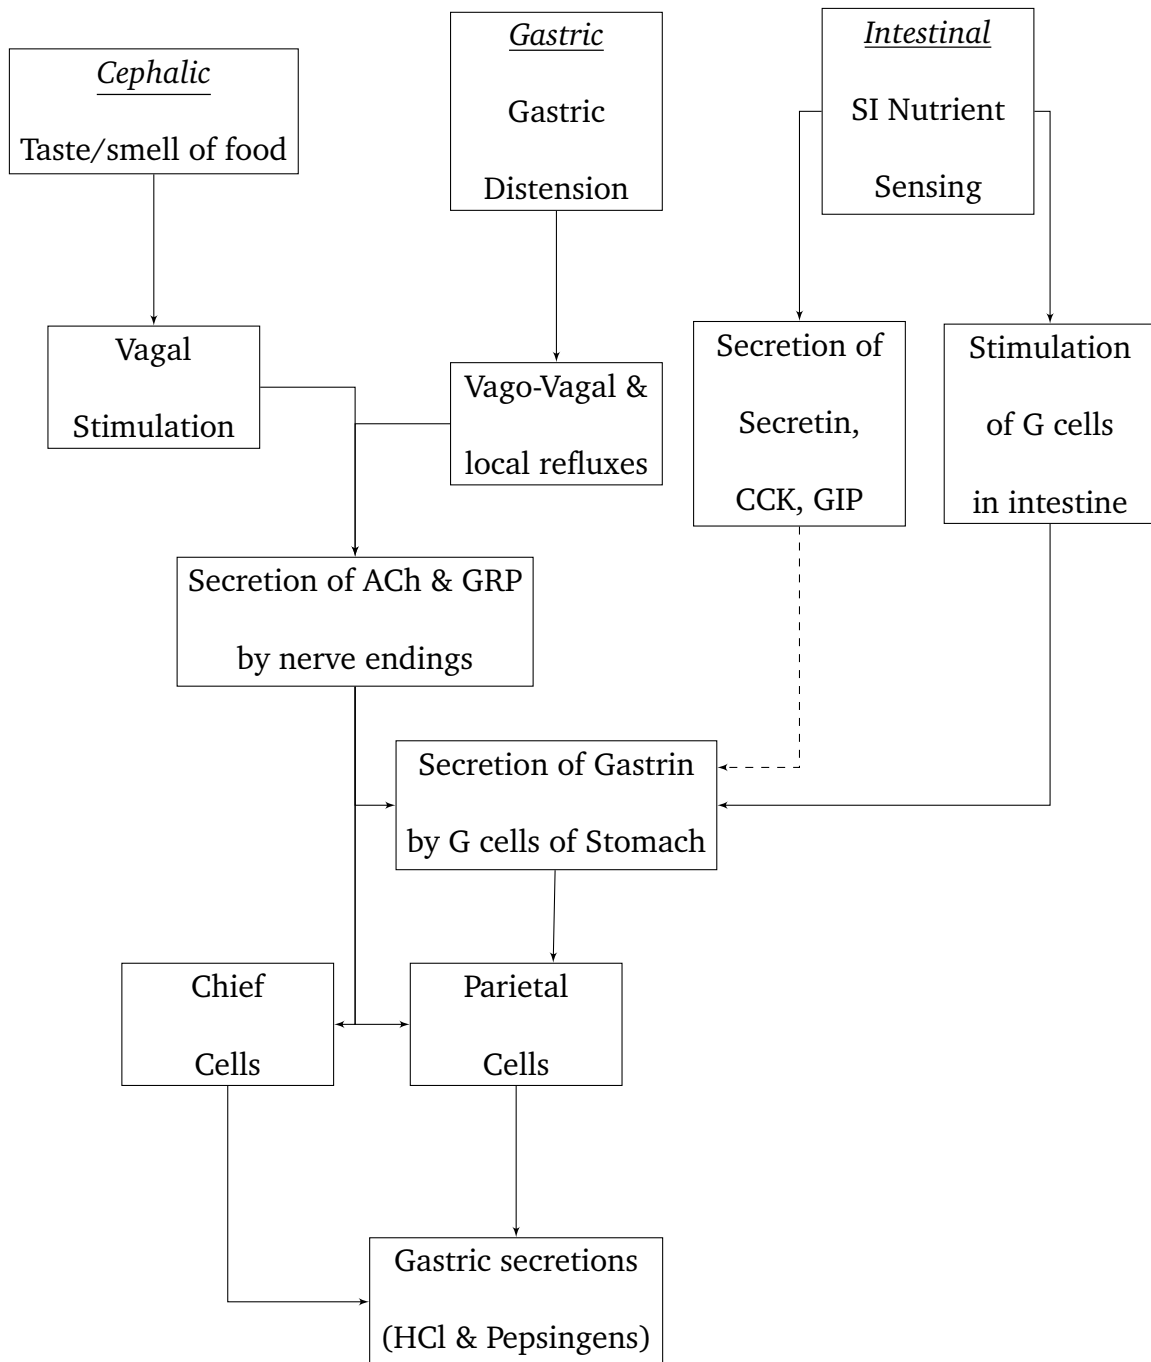 Cephalic
Taste/smell of food
Gastric
Gastric
Distension
Intestinal
SI Nutrient
Sensing
Vagal
Stimulation
Vago-Vagal &
local refluxes
Secretion of
Secretin,
CCK, GIP
Stimulation
of G cells
in intestine
Secretion of ACh & GRP
by nerve endings
Secretion of Gastrin
by G cells of Stomach
Chief
Cells
Parietal
Cells
Gastric secretions
(HCl & Pepsingens)